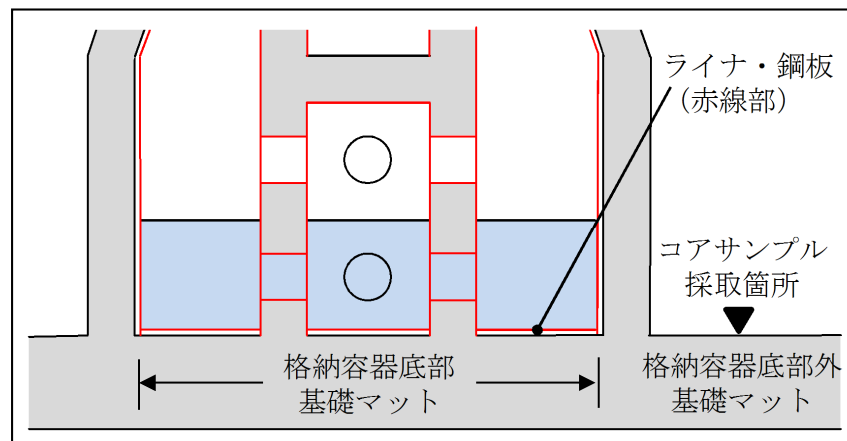 ライナ・鋼板
（赤線部）
コアサンプル
採取箇所
格納容器底部
基礎マット
格納容器底部外
基礎マット